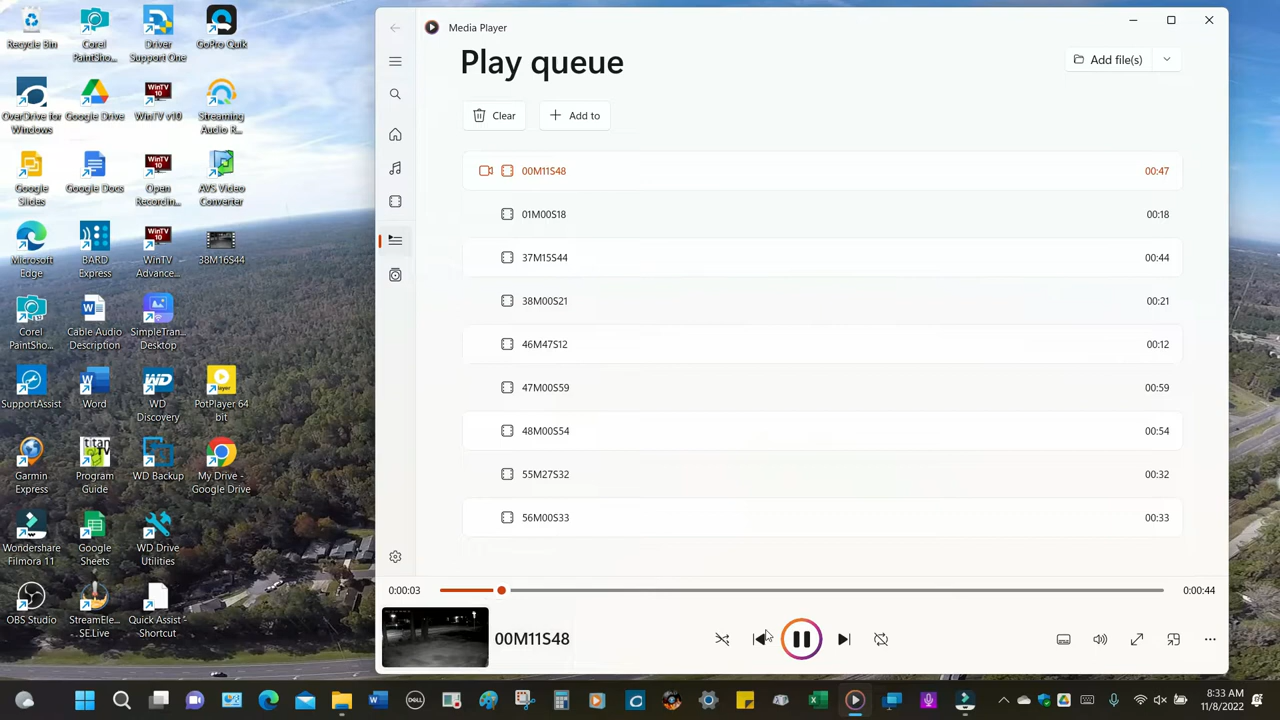 Recycle Bin
Corel
PaintSho...
Driver
Support One
GoPro Quik
OverDrive for
Windows
Google Drive
WinTV v10
Streaming
Audio R...
Google
Slides
Google Docs
Open
Recordin...
AVS Video
Converter
Microsoft
Edge
BARD
Express
WinTV
Advance...
38M16S44
Corel
PaintSho...
Cable Audio
Description
SimpleTran...
Desktop
SupportAssist
Word
WD
Discovery
PotPlayer 64
bit
Garmin
Express
titan
TV
Program
Guide
WD Backup
My Drive -
Google Drive
Wondershare
Filmora 11
Google
Sheets
WD Drive
Utilities
OBS Studio
StreamEle...
SE.Live
Quick Assist -
Shortcut
Media Player
Play queue
Add file(s)
Clear
Add to
00M11S48 00:47
01M00S18 00:18
37M15S44 00:44
38M00S21 00:21
46M47S12 00:12
47M00S59 00:59
48M00S54 00:54
55M27S32 00:32
56M00S33 00:33
0:00:03 0:00:44
00M11S48
8:33 AM
11/8/2022